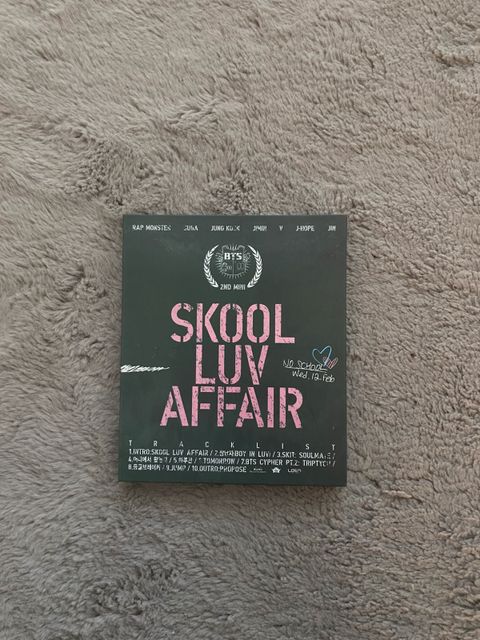 RAP MONSTER SUGA JUNG KOOK JIMIN V J-HOPE JIN
BTS
2ND MINI
SKOOL
LUV
AFFAIR
NO SCHOOL
Wed. 12. Feb
TRACKLIST
1.INTRO:SKOOL LUV AFFAIR / 2.상남자(BOY IN LUV) / 3.SKIT: SOULMATE /
4.어디에서 왔는지 / 5.하루만 / 6.TOMORROW / 7.BTS CYPHER PT.2: TRIPTYCH /
8.등골브레이커 / 9.JUMP / 10.OUTRO:PROPOSE LOEN